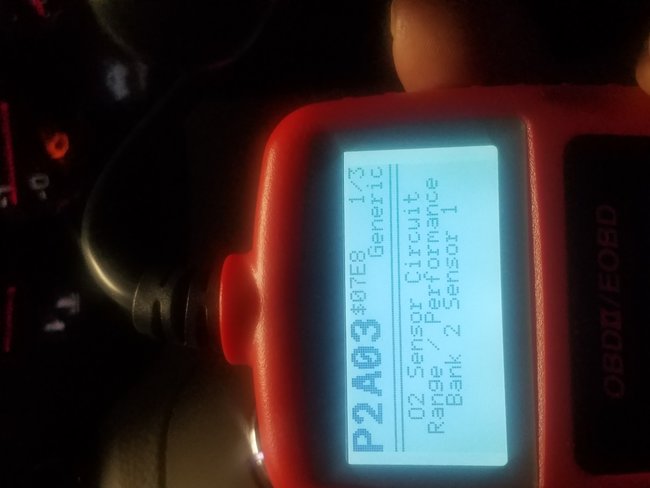 P2A03 $07E8 1/3
Generic
O2 Sensor Circuit
Range / Performance
Bank 2 Sensor 1
OBDII/EOBD